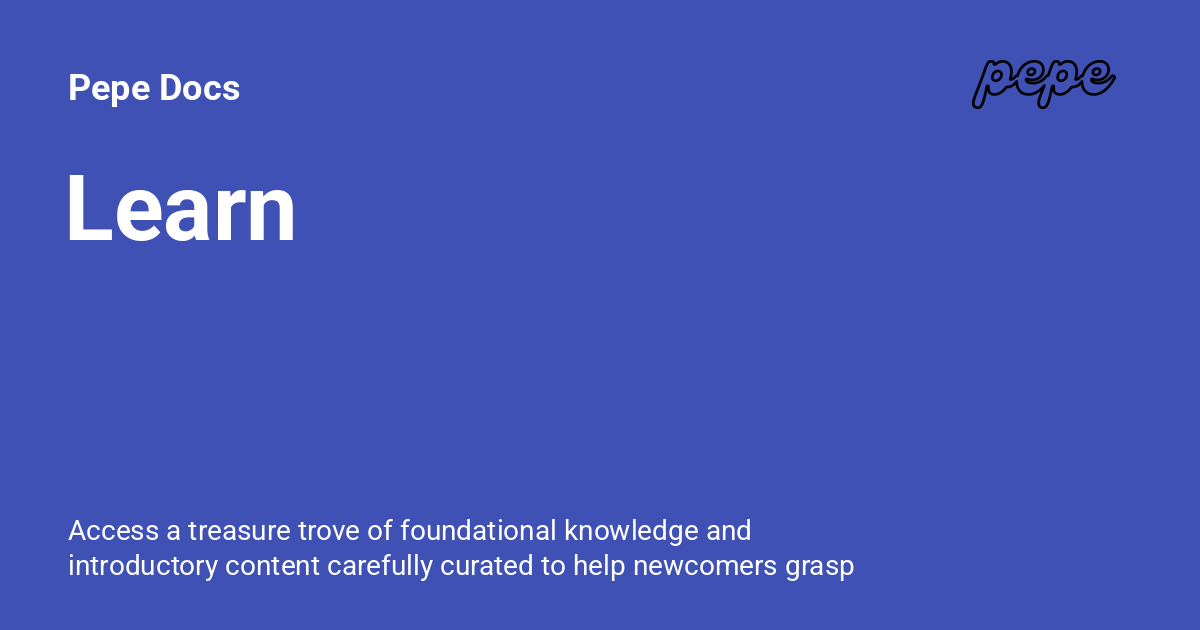 Pepe Docs
pepe
Learn
Access a treasure trove of foundational knowledge and
introductory content carefully curated to help newcomers grasp